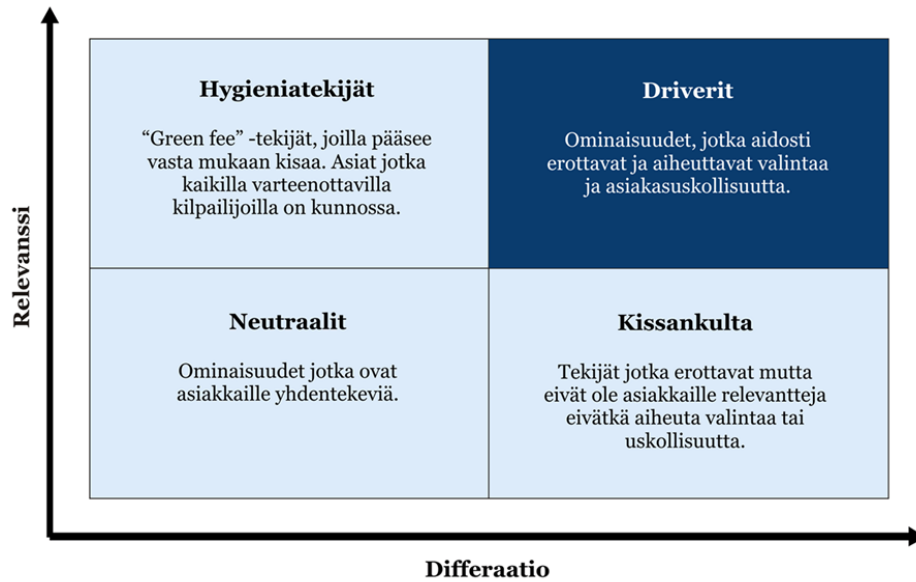 Relevanssi
Hygieniatekijät
“Green fee” -tekijät, joilla pääsee
vasta mukaan kisaa. Asiat jotka
kaikilla varteenottavilla
kilpailijoilla on kunnossa.
Driverit
Ominaisuudet, jotka aidosti
erottavat ja aiheuttavat valintaa
ja asiakasuskollisuutta.
Neutraalit
Ominaisuudet jotka ovat
asiakkaille yhdentekeviä.
Kissankulta
Tekijät jotka erottavat mutta
eivät ole asiakkaille relevantteja
eivätkä aiheuta valintaa tai
uskollisuutta.
Differaatio